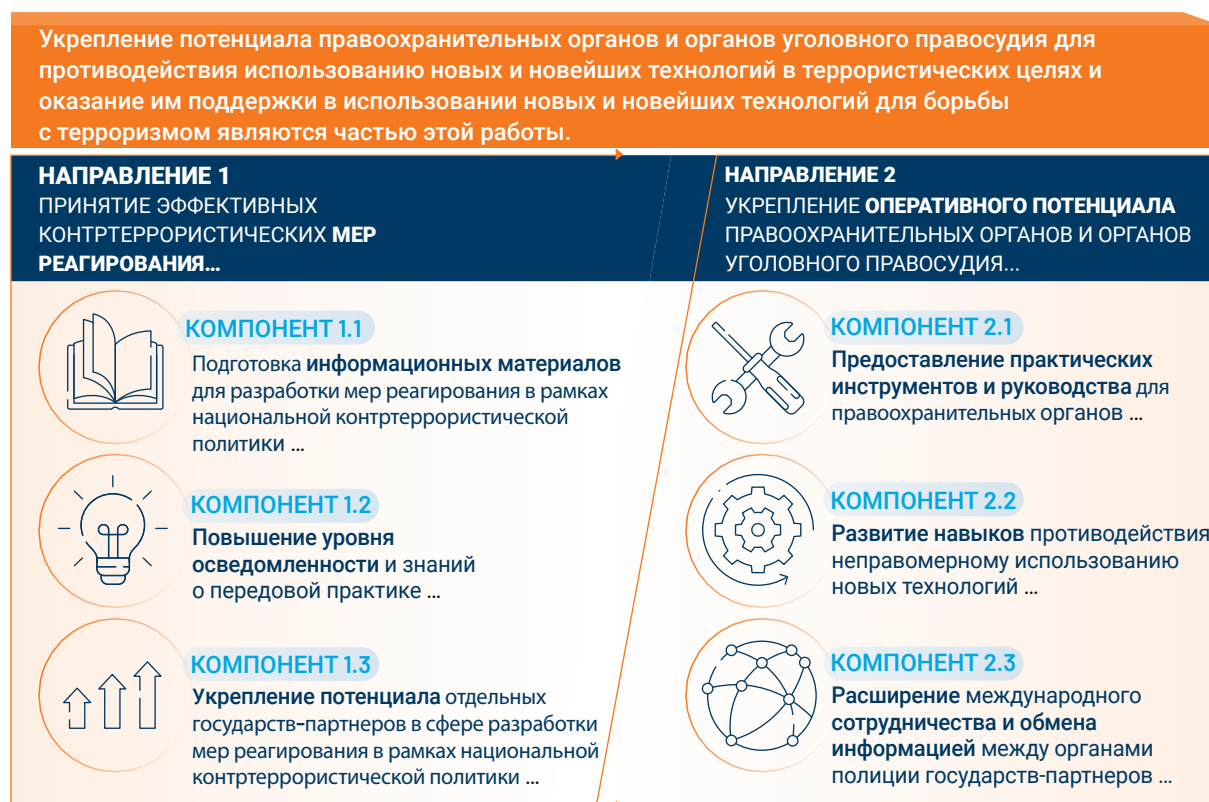 Укрепление потенциала правоохранительных органов и органов уголовного правосудия для
противодействия использованию новых и новейших технологий в террористических целях и
оказание им поддержки в использовании новых и новейших технологий для борьбы
с терроризмом являются частью этой работы.
НАПРАВЛЕНИЕ 1
ПРИНЯТИЕ ЭФФЕКТИВНЫХ
КОНТРТЕРРОРИСТИЧЕСКИХ МЕР
РЕАГИРОВАНИЯ...
КОМПОНЕНТ 1.1
Подготовка информационных материалов
для разработки мер реагирования в рамках
национальной контртеррористической
политики ...
КОМПОНЕНТ 1.2
Повышение уровня
осведомленности и знаний
о передовой практике ...
КОМПОНЕНТ 1.3
Укрепление потенциала отдельных
государств-партнеров в сфере разработки
мер реагирования в рамках национальной
контртеррористической политики ...
НАПРАВЛЕНИЕ 2
УКРЕПЛЕНИЕ ОПЕРАТИВНОГО ПОТЕНЦИАЛА
ПРАВООХРАНИТЕЛЬНЫХ ОРГАНОВ И ОРГАНОВ
УГОЛОВНОГО ПРАВОСУДИЯ...
КОМПОНЕНТ 2.1
Предоставление практических
инструментов и руководства для
правоохранительных органов ...
КОМПОНЕНТ 2.2
Развитие навыков противодействия
неправомерному использованию
новых технологий ...
КОМПОНЕНТ 2.3
Расширение международного
сотрудничества и обмена
информацией между органами
полиции государств-партнеров ...